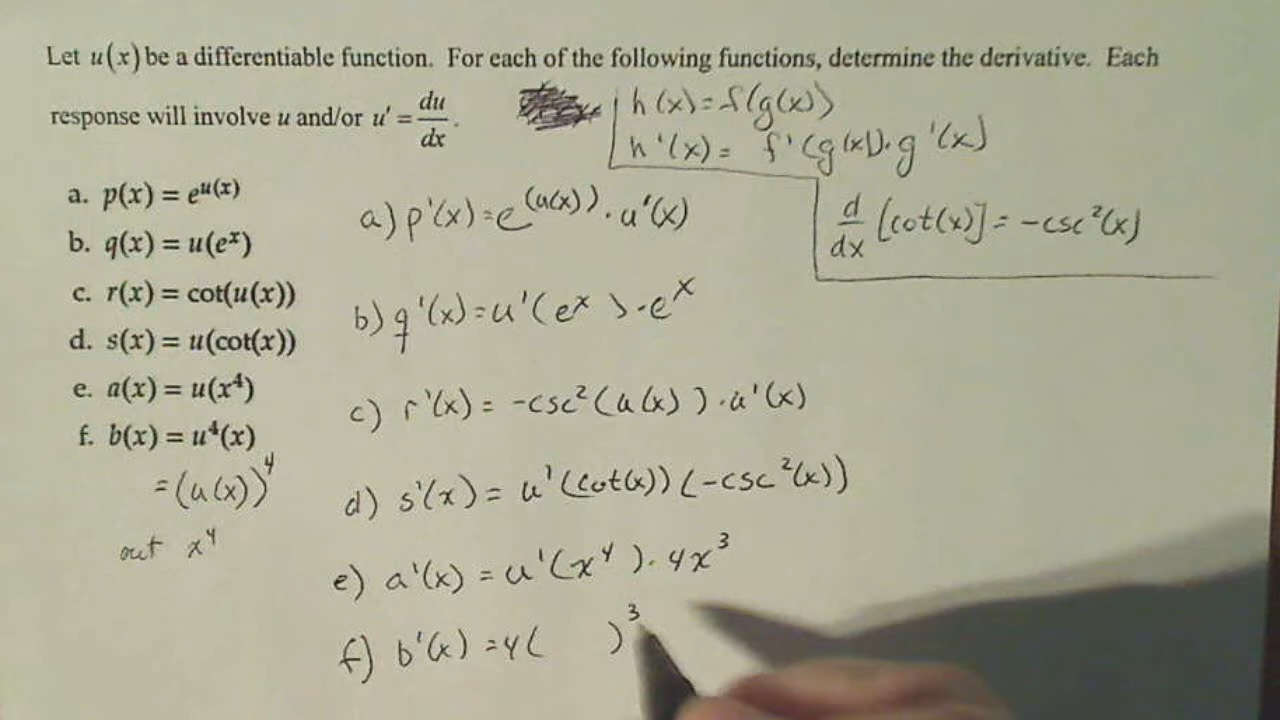 Let u(x) be a differentiable function. For each of the following functions, determine the derivative. Each
response will involve u and/or u' = du/dx.
h(x) = f(g(x))
h'(x) = f'(g(x)) · g'(x)
d/dx [cot(x)] = -csc²(x)
a. p(x) = e^{u(x)}
b. q(x) = u(e^x)
c. r(x) = cot(u(x))
d. s(x) = u(cot(x))
e. a(x) = u(x⁴)
f. b(x) = u⁴(x)
= (u(x))⁴
out x⁴
a) p'(x) = e^{(u(x))} · u'(x)
b) q'(x) = u'(e^x) · e^x
c) r'(x) = -csc²(u(x)) · u'(x)
d) s'(x) = u'(cot(x))(-csc²(x))
e) a'(x) = u'(x⁴) · 4x³
f) b'(x) = 4( )³